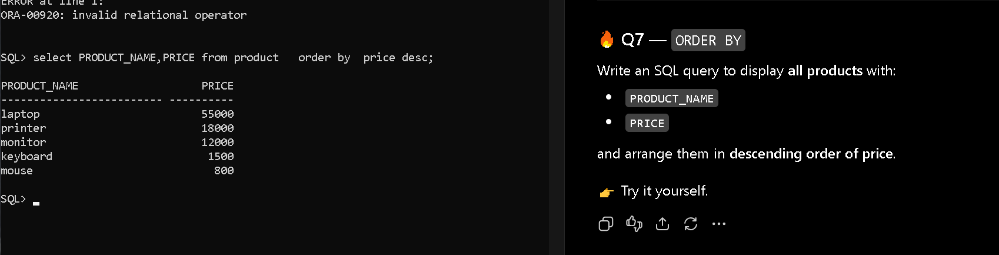 ERROR at line 1:
ORA-00920: invalid relational operator
SQL> select PRODUCT_NAME,PRICE from product   order by  price desc;
PRODUCT_NAME                   PRICE
------------------------- ----------
laptop                         55000
printer                        18000
monitor                        12000
keyboard                        1500
mouse                            800
SQL>
🔥 Q7 — ORDER BY
Write an SQL query to display all products with:
• PRODUCT_NAME
• PRICE
and arrange them in descending order of price.
👉 Try it yourself.